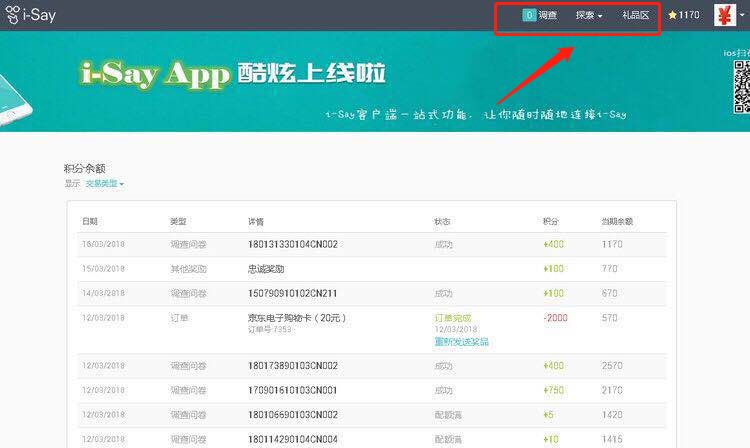 i-Say
0 调查 探索 礼品区 1170 ¥
i-Say App 酷炫上线啦
ios扫
i-Say客户端一站式功能，让你随时随地连接i-Say
积分余额
显示 交易类型
日期 类型 详情 状态 积分 当期余额
16/03/2018 调查问卷 180131330104CN002 成功 +400 1170
15/03/2018 其他奖励 忠诚奖励 +100 770
14/03/2018 调查问卷 150790910102CN211 成功 +100 670
12/03/2018 订单 京东电子购物卡（20元） 订单完成 -2000 570
订单号 7353 12/03/2018
重新发送奖品
12/03/2018 调查问卷 180173890103CN002 成功 +400 2570
12/03/2018 调查问卷 170901610103CN001 成功 +750 2170
12/03/2018 调查问卷 180106690103CN002 配额满 +5 1420
12/03/2018 调查问卷 180114290104CN004 配额满 +10 1415